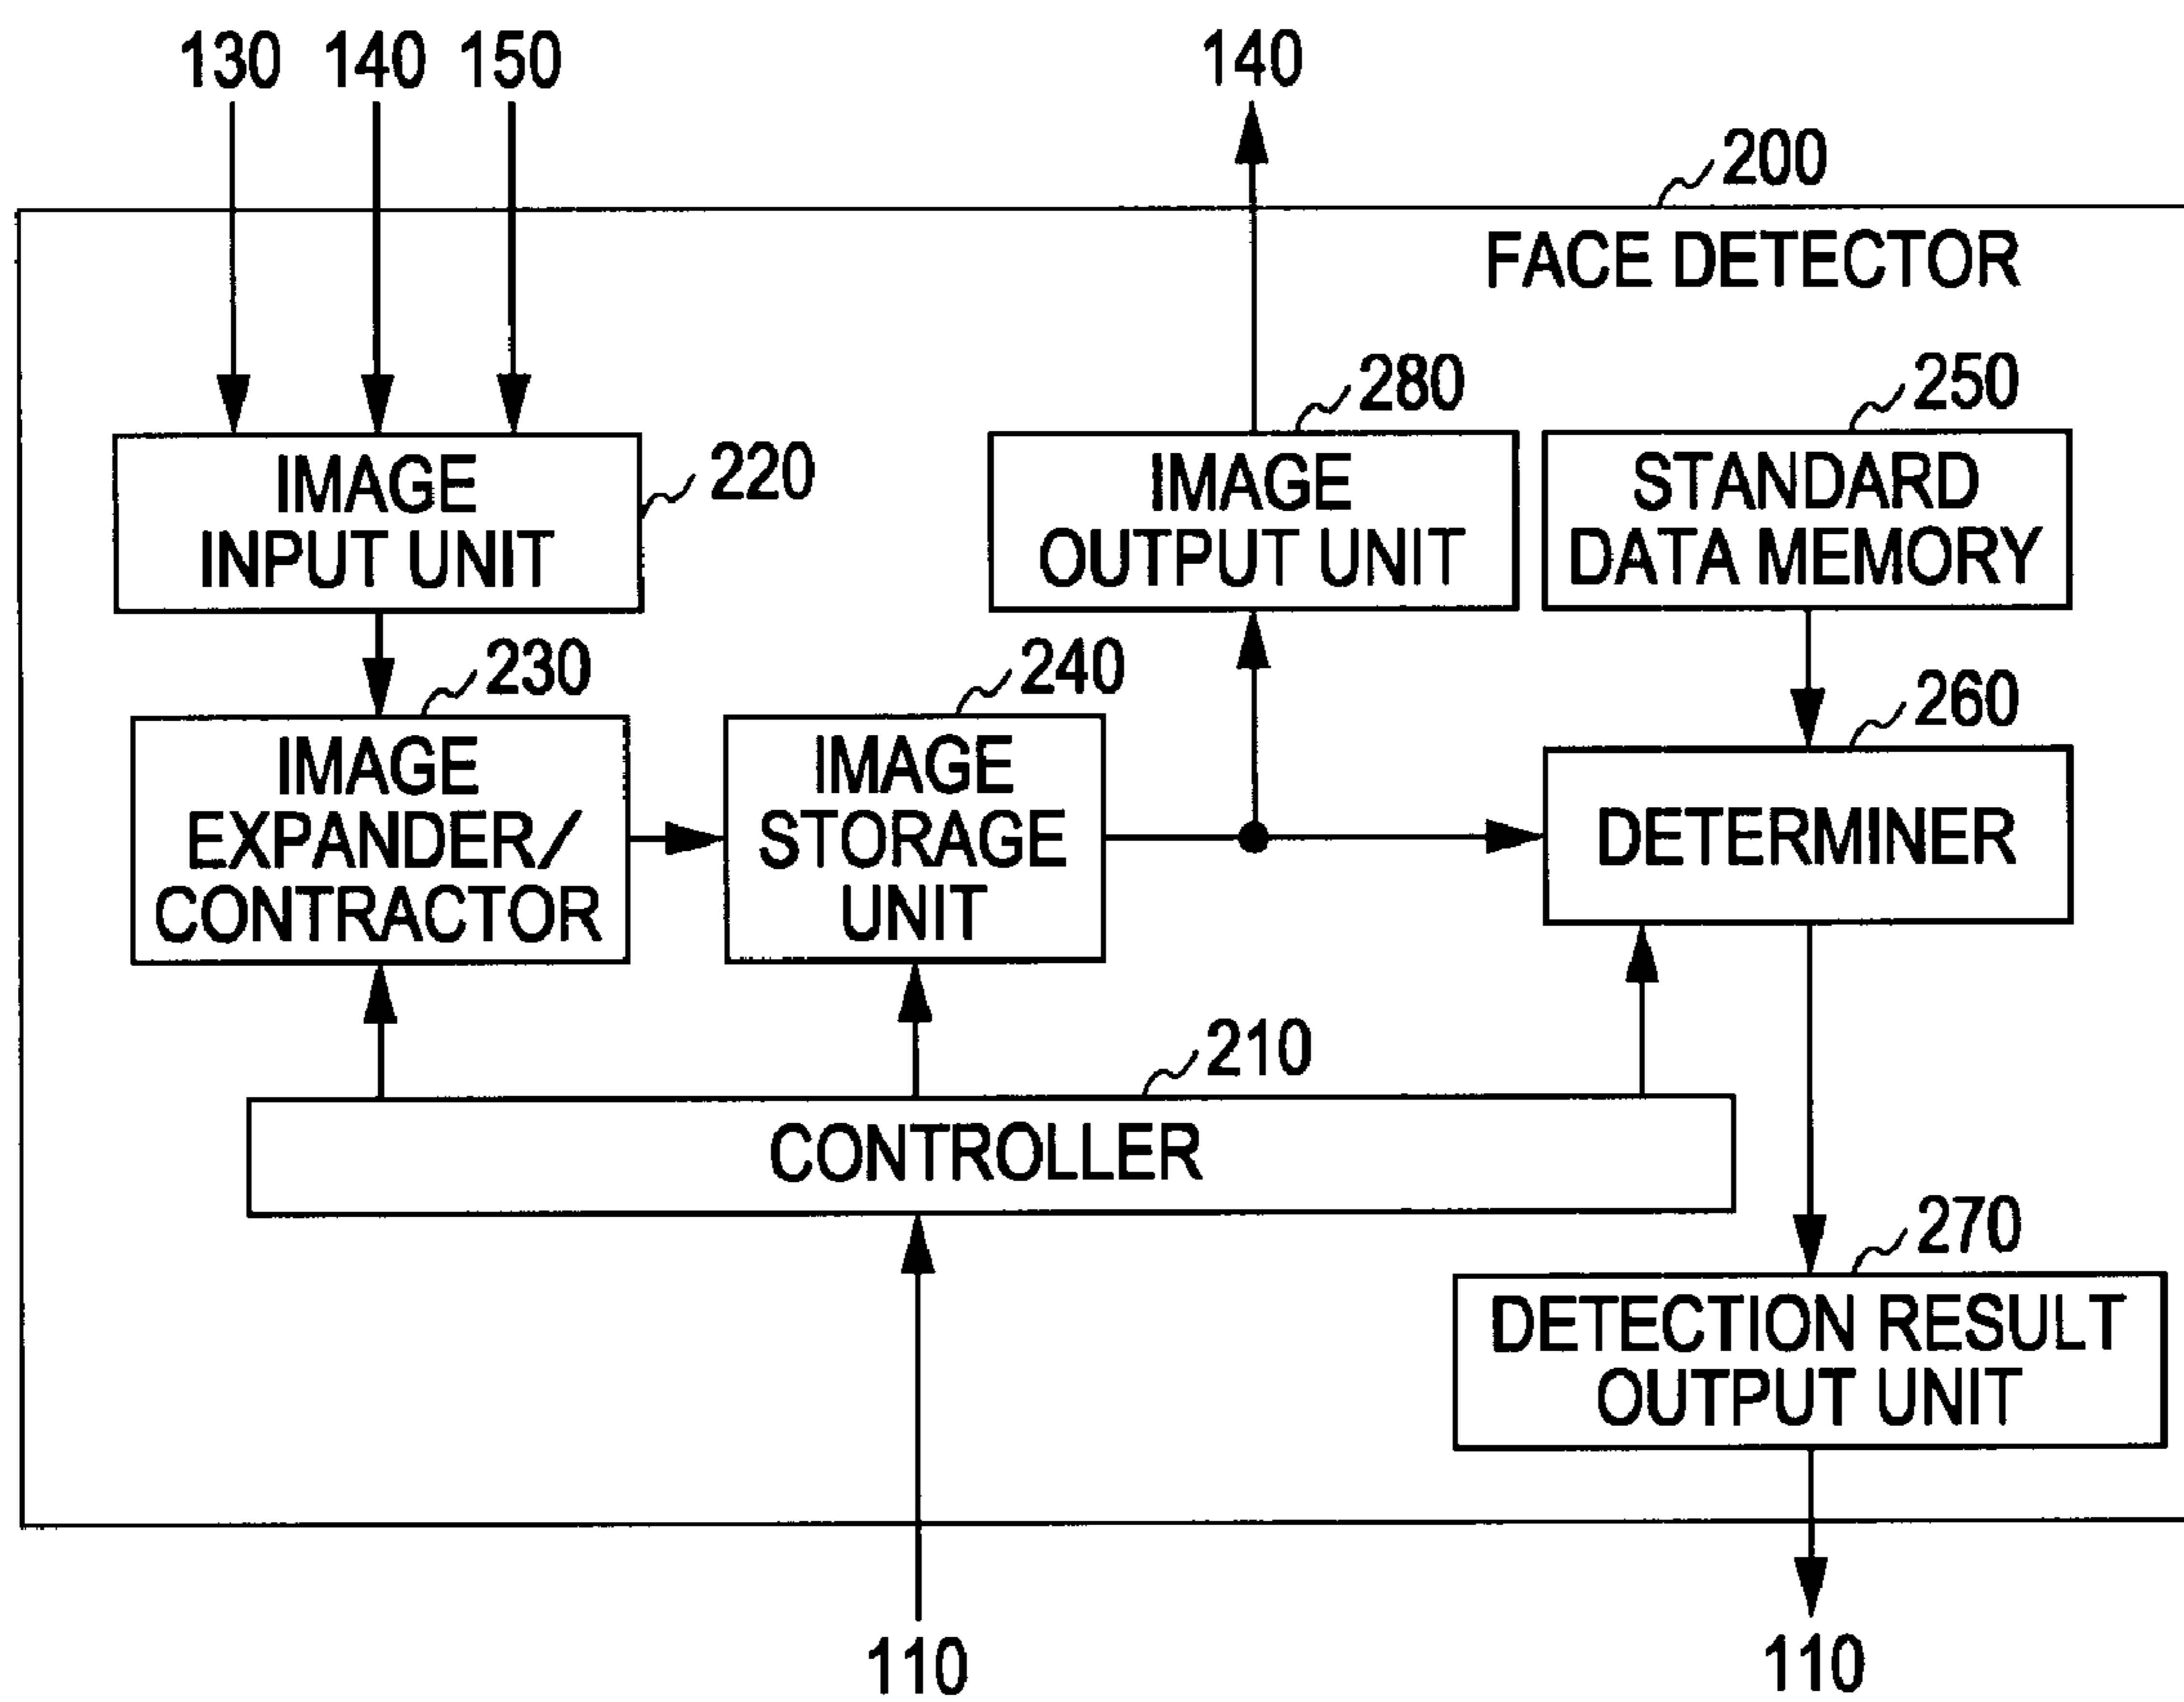 130 140 150 140
200
FACE DETECTOR
280 250
IMAGE
INPUT UNIT
220
IMAGE
OUTPUT UNIT
STANDARD
DATA MEMORY
230 240 260
IMAGE
EXPANDER/
CONTRACTOR
IMAGE
STORAGE
UNIT
DETERMINER
210
CONTROLLER
270
DETECTION RESULT
OUTPUT UNIT
110 110